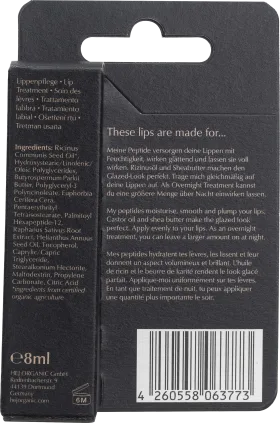 Lippenpflege • Lip
Treatment • Soin des
lèvres • Trattamento
labbra • Tratamiento
labial • Ošetření rtů •
Tretman usana
Ingredients: Ricinus
Communis Seed Oil*,
Hydroxystearic/Linolenic/
Oleic Polyglycerides,
Butyrospermum Parkii
Butter, Polyglyceryl-3
Polyricinoleate, Euphorbia
Cerifera Cera,
Pentaerythrityl
Tetraisostearate, Palmitoyl
Hexapeptide-12,
Raphanus Sativus Root
Extract, Helianthus Annuus
Seed Oil, Tocopherol,
Caprylic/ Capric
Triglyceride,
Stearalkonium Hectorite,
Maltodextrin, Propylene
Carbonate, Citric Acid
*Ingredients from certified
organic agriculture.
℮8ml
HEJ ORGANIC GmbH
44139 Dortmund
Germany
hejorganic.com
6M
These lips are made for...
Meine Peptide versorgen deine Lippen mit
Feuchtigkeit, wirken glättend und lassen sie voll
wirken. Rizinusöl und Sheabutter machen den
Glazed-Look perfekt. Trage mich gleichmäßig auf
deine Lippen auf. Als Overnight Treatment kannst
du eine größere Menge über Nacht einwirken lassen.
My peptides moisturise, smooth and plump your lips.
Castor oil and shea butter make the glazed look
perfect. Apply evenly to your lips. As an overnight
treatment, you can leave a larger amount on at night.
Mes peptides hydratent tes lèvres, les lissent et leur
donnent un aspect volumineux et brillant. L'huile
de ricin et le beurre de karité rendent le look glacé
parfait. Applique-moi uniformément sur tes lèvres.
En tant que traitement de nuit, tu peux appliquer
une quantité plus importante le soir.
4 260558 063773